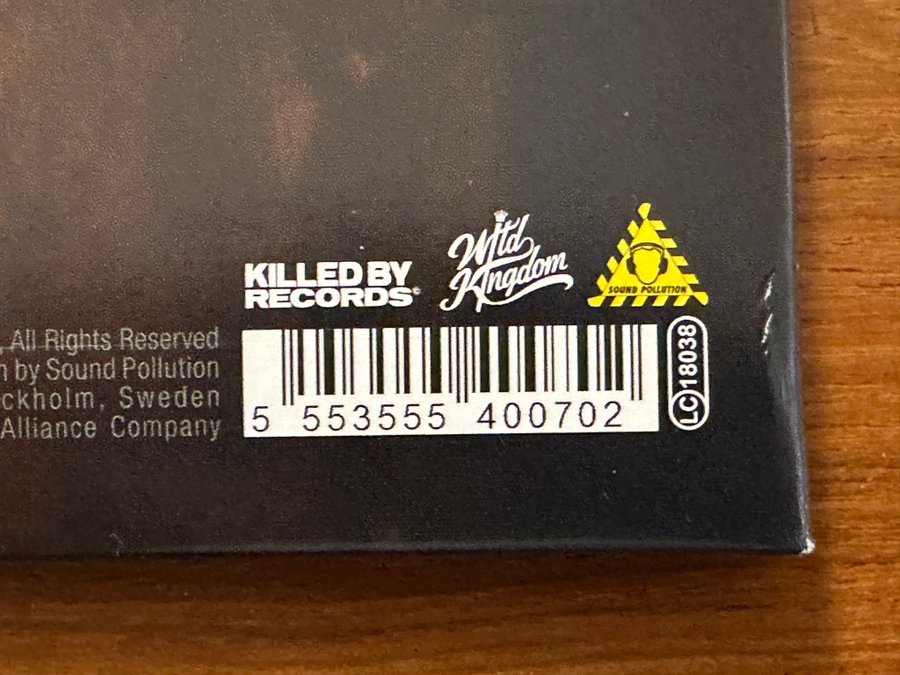 KILLED BY
RECORDS
Wild
Kingdom
SOUND POLLUTION
, All Rights Reserved
n by Sound Pollution
ckholm, Sweden
Alliance Company
5 553555 400702
LC 18038